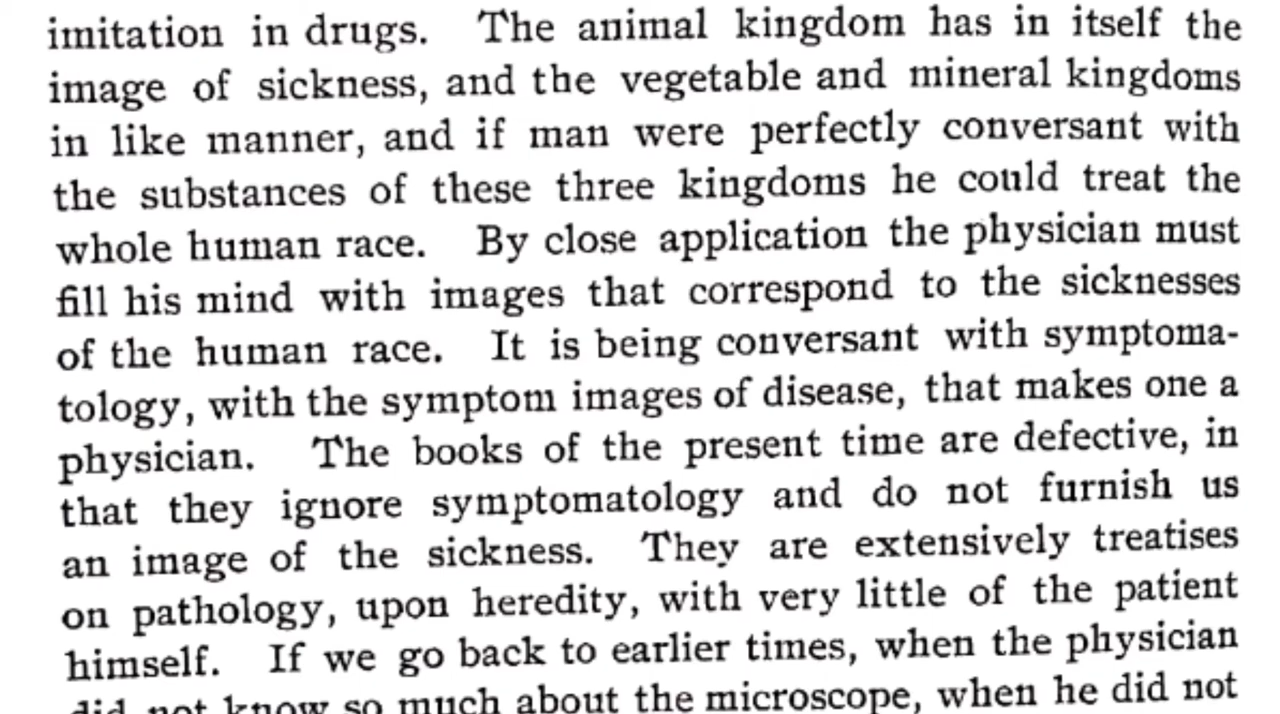 imitation in drugs. The animal kingdom has in itself the
image of sickness, and the vegetable and mineral kingdoms
in like manner, and if man were perfectly conversant with
the substances of these three kingdoms he could treat the
whole human race. By close application the physician must
fill his mind with images that correspond to the sicknesses
of the human race. It is being conversant with symptoma-
tology, with the symptom images of disease, that makes one a
physician. The books of the present time are defective, in
that they ignore symptomatology and do not furnish us
an image of the sickness. They are extensively treatises
on pathology, upon heredity, with very little of the patient
himself. If we go back to earlier times, when the physician
did not know so much about the microscope, when he did not